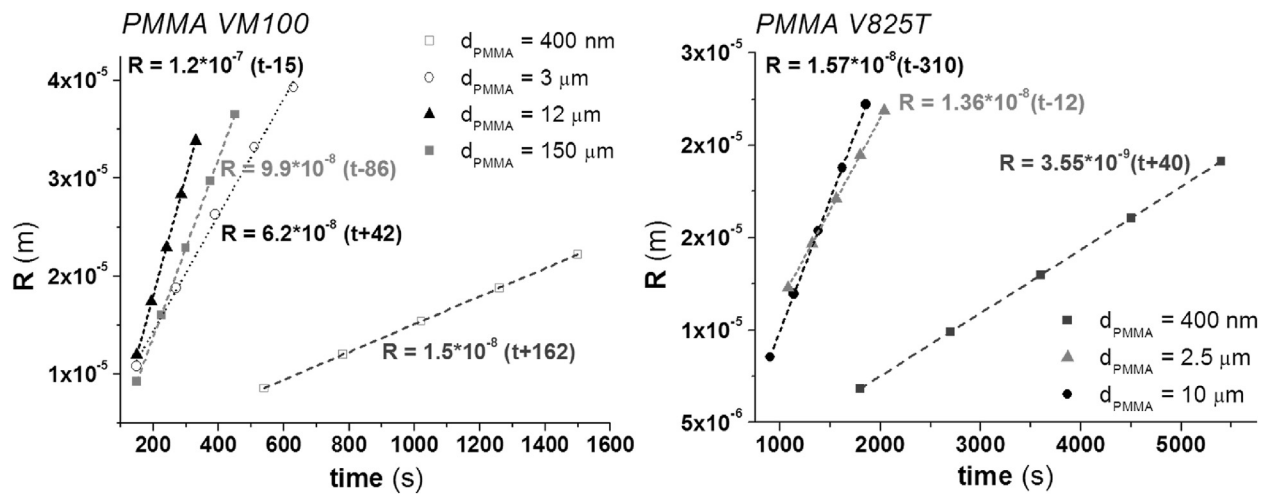 PMMA VM100
R = 1.2*10⁻⁷ (t-15)
4x10⁻⁵
3x10⁻⁵
2x10⁻⁵
1x10⁻⁵
R (m)
R = 9.9*10⁻⁸ (t-86)
R = 6.2*10⁻⁸ (t+42)
R = 1.5*10⁻⁸ (t+162)
d_PMMA = 400 nm
d_PMMA = 3 μm
d_PMMA = 12 μm
d_PMMA = 150 μm
200 400 600 800 1000 1200 1400 1600
time (s)
PMMA V825T
R = 1.57*10⁻⁸(t-310)
R = 1.36*10⁻⁸(t-12)
R = 3.55*10⁻⁹(t+40)
3x10⁻⁵
2x10⁻⁵
2x10⁻⁵
1x10⁻⁵
5x10⁻⁶
R (m)
d_PMMA = 400 nm
d_PMMA = 2.5 μm
d_PMMA = 10 μm
1000 2000 3000 4000 5000
time (s)